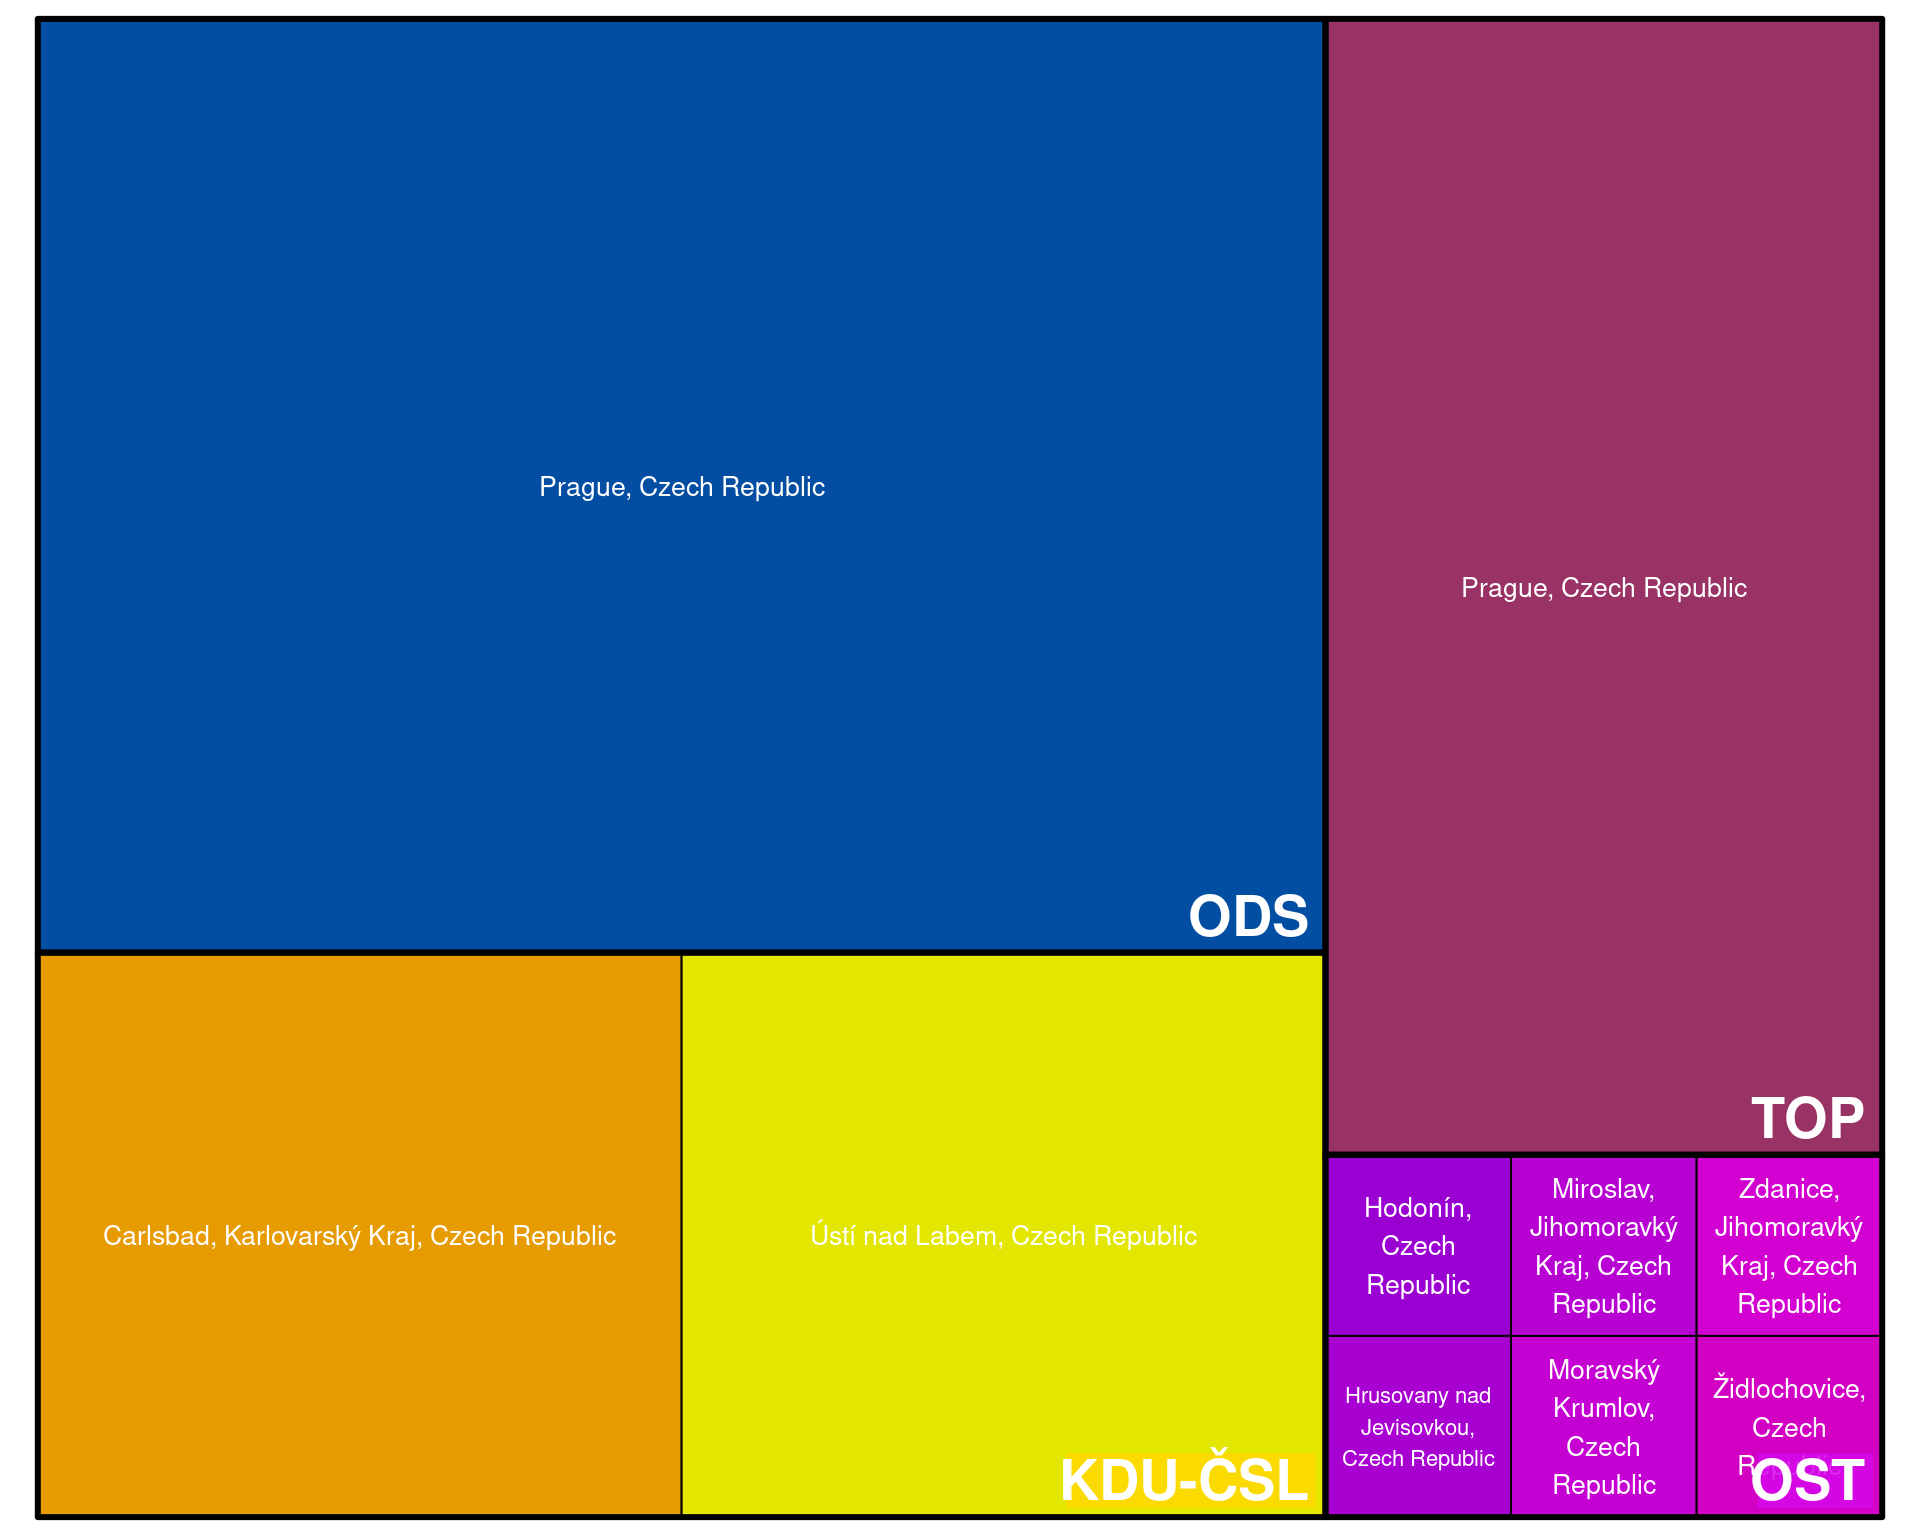 Prague, Czech Republic
ODS
Prague, Czech Republic
TOP
Carlsbad, Karlovarský Kraj, Czech Republic
Ústí nad Labem, Czech Republic
KDU-ČSL
Hodonín,
Czech
Republic
Miroslav,
Jihomoravký
Kraj, Czech
Republic
Zdanice,
Jihomoravký
Kraj, Czech
Republic
Hrusovany nad
Jevisovkou,
Czech Republic
Moravský
Krumlov,
Czech
Republic
Židlochovice,
Czech
Republic
OST